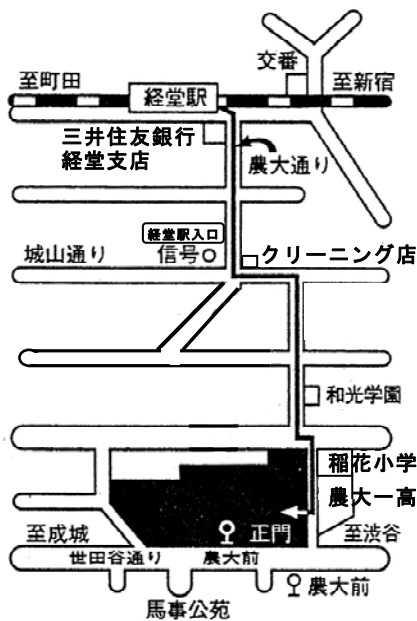 交番
至町田
経堂駅
至新宿
三井住友銀行
経堂支店
農大通り
経堂駅入口
城山通り
信号
クリーニング店
和光学園
稲花小学
農大一高
至成城
正門
至渋谷
世田谷通り
農大前
農大前
馬事公苑